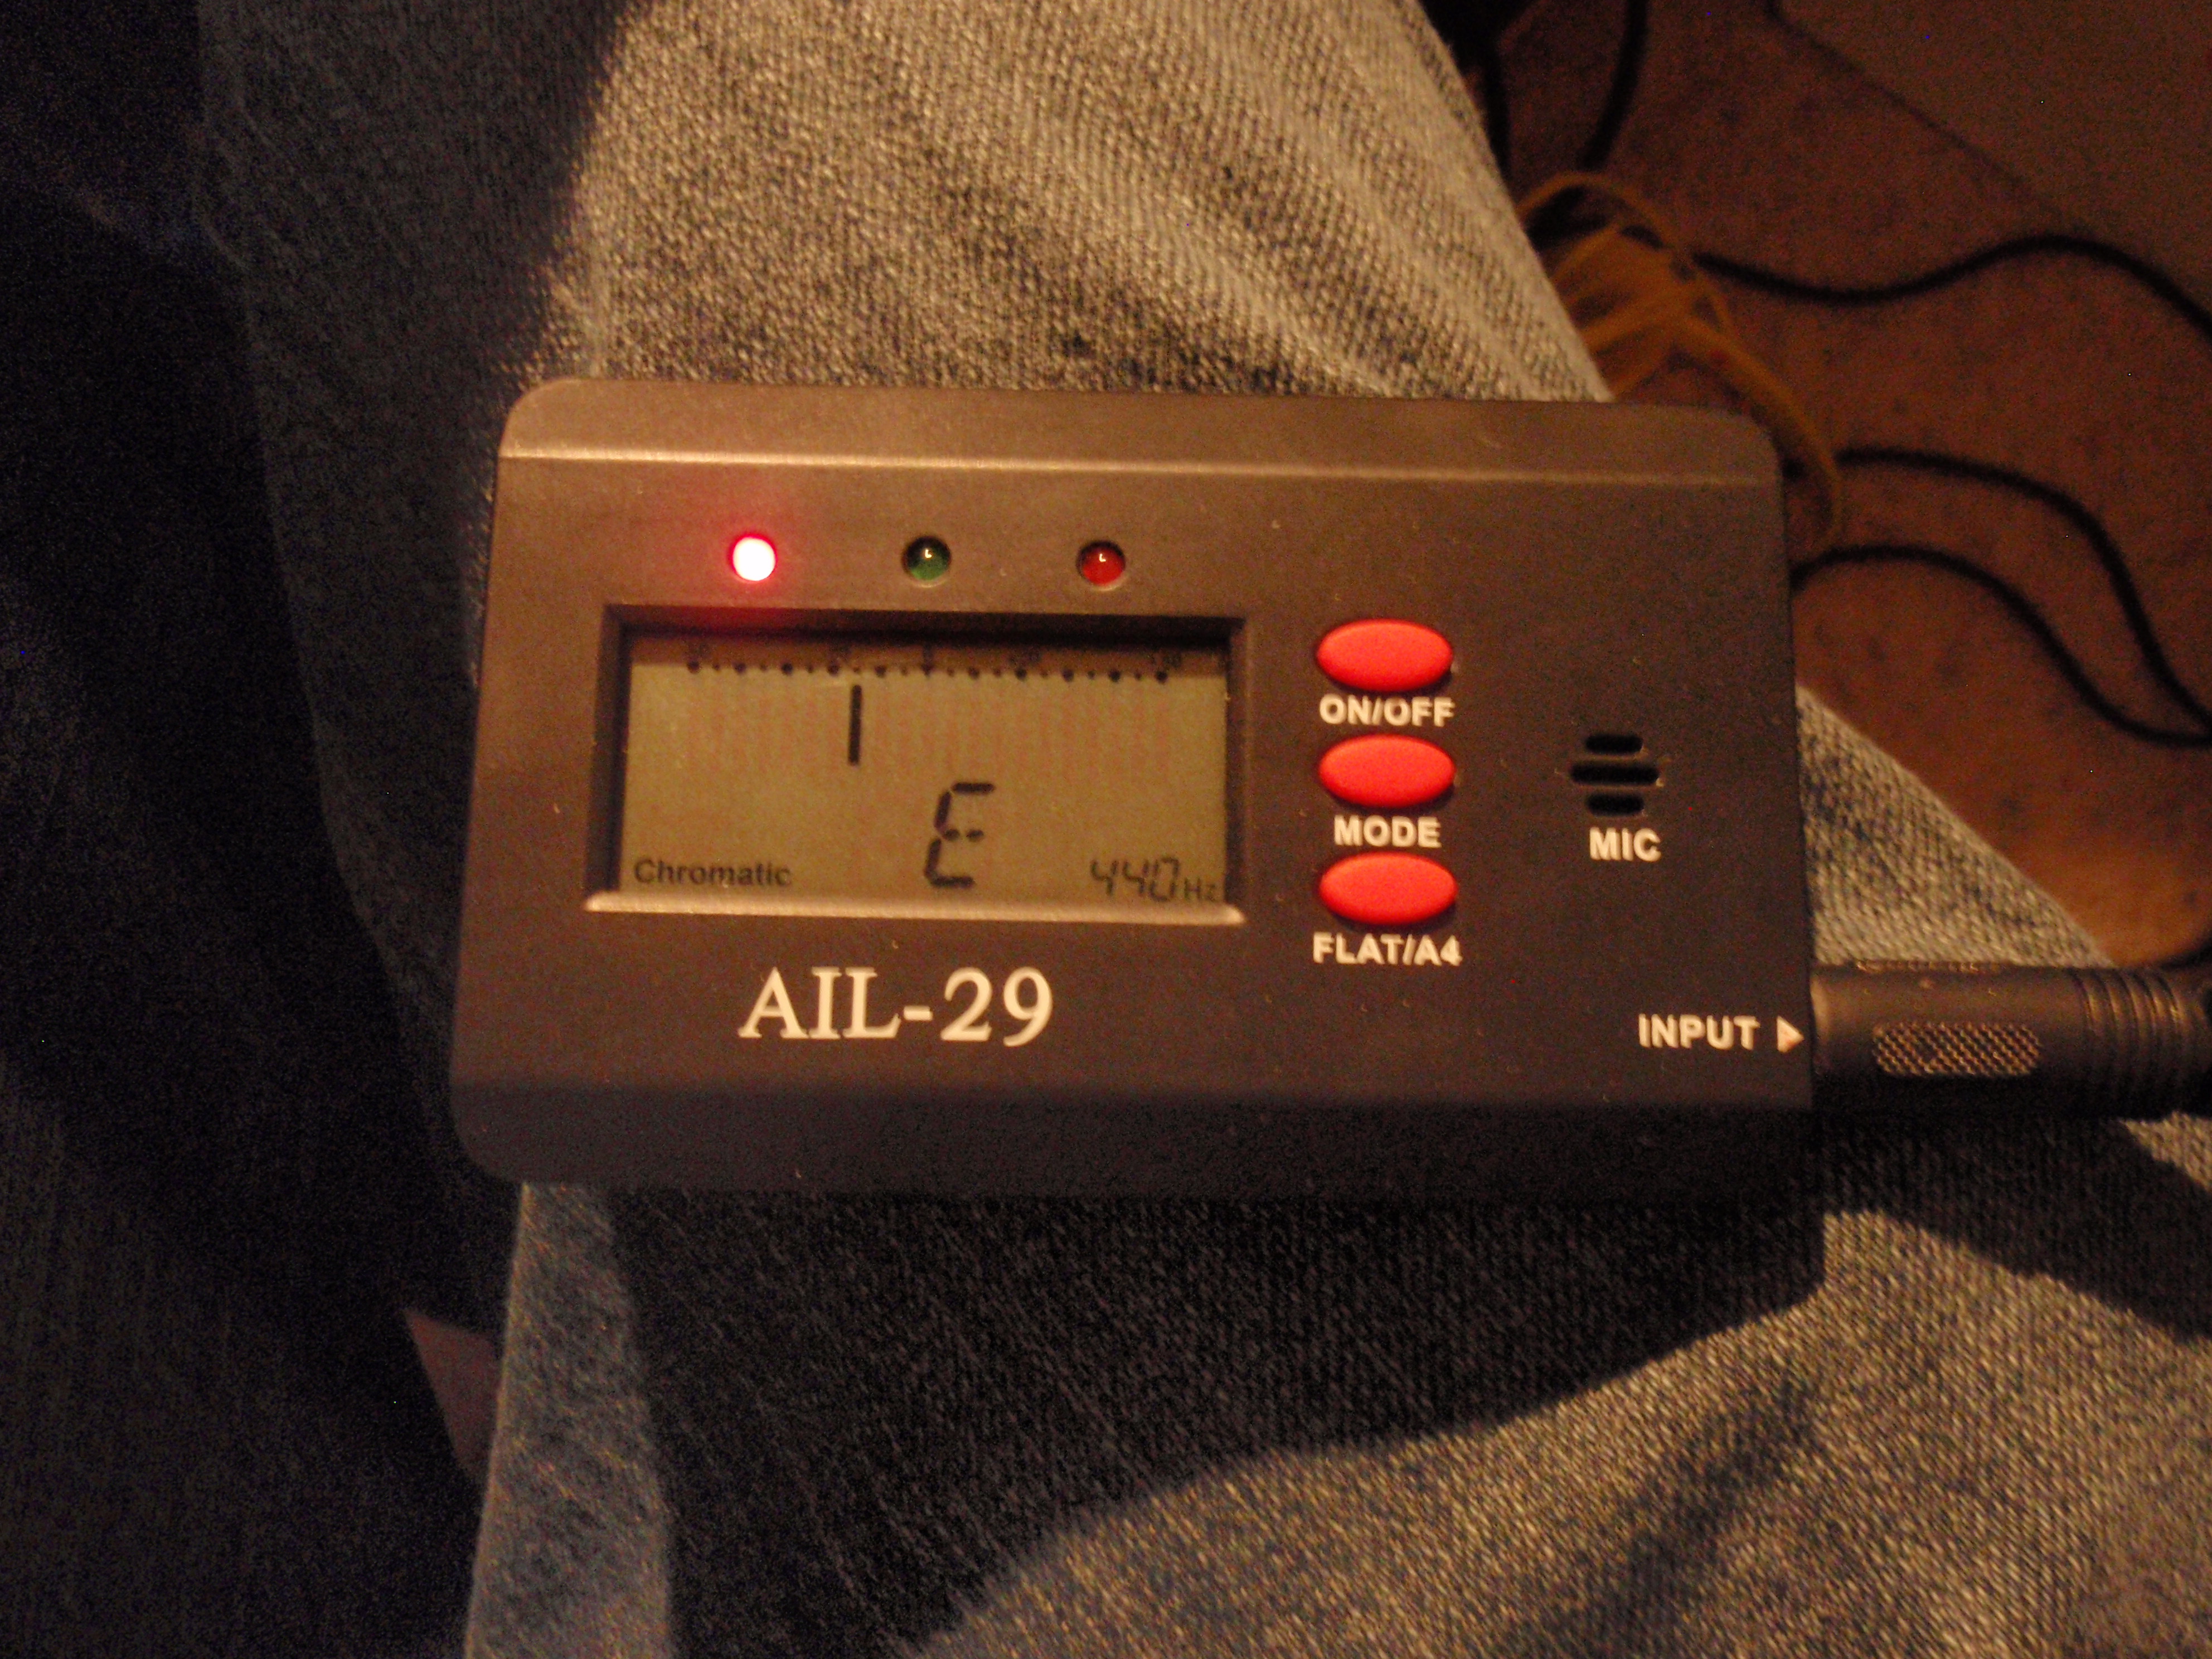 ON/OFF
MODE
Chromatic E 440Hz
FLAT/A4
MIC
AIL-29
INPUT